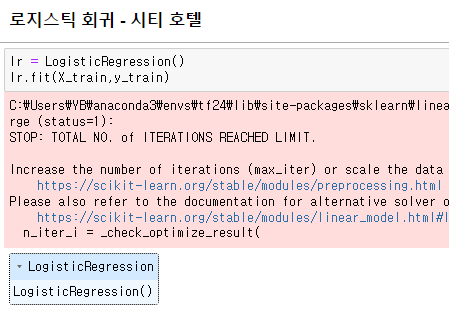 로지스틱 회귀 - 시티 호텔
lr = LogisticRegression()
lr.fit(X_train,y_train)
C:\Users\YB\anaconda3\envs\tf24\lib\site-packages\sklearn\linea
rge (status=1):
STOP: TOTAL NO. of ITERATIONS REACHED LIMIT.
Increase the number of iterations (max_iter) or scale the data
https://scikit-learn.org/stable/modules/preprocessing.html
Please also refer to the documentation for alternative solver o
https://scikit-learn.org/stable/modules/linear_model.html#l
n_iter_i = _check_optimize_result(
▾ LogisticRegression
LogisticRegression()